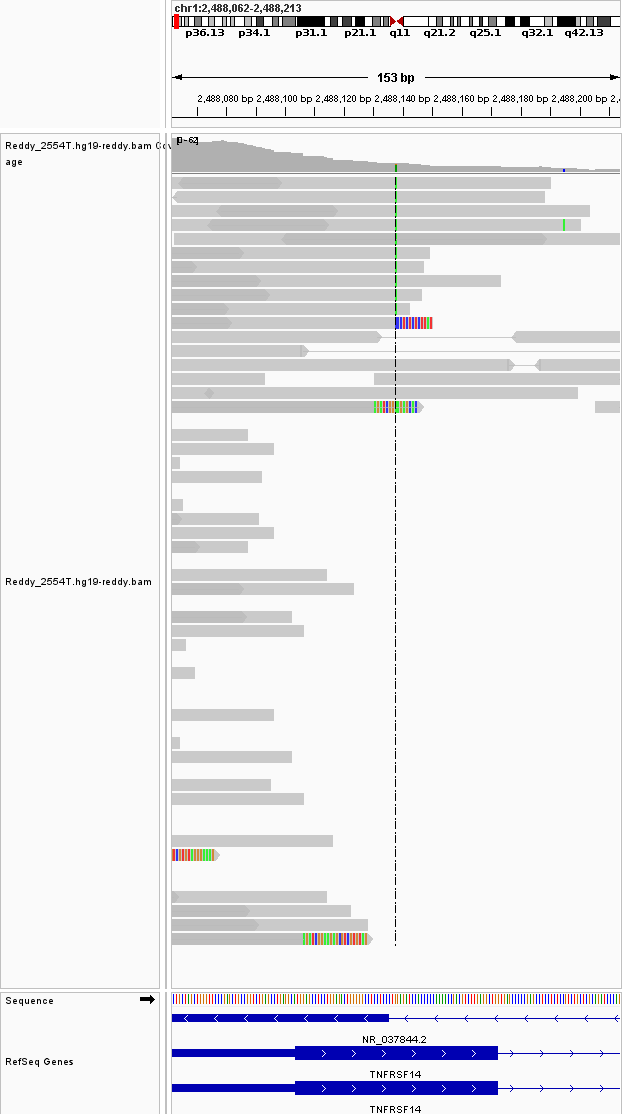 chr1:2,488,062-2,488,213
p36.13 p34.1 p31.1 p21.1 q11 q21.2 q25.1 q32.1 q42.13
153 bp
2,488,080 bp 2,488,100 bp 2,488,120 bp 2,488,140 bp 2,488,160 bp 2,488,180 bp 2,488,200 bp 2,4
Reddy_2554T.hg19-reddy.bam Cov
age
[0-62]
Reddy_2554T.hg19-reddy.bam
Sequence
NR_037844.2
RefSeq Genes
TNFRSF14
TNFRSF14